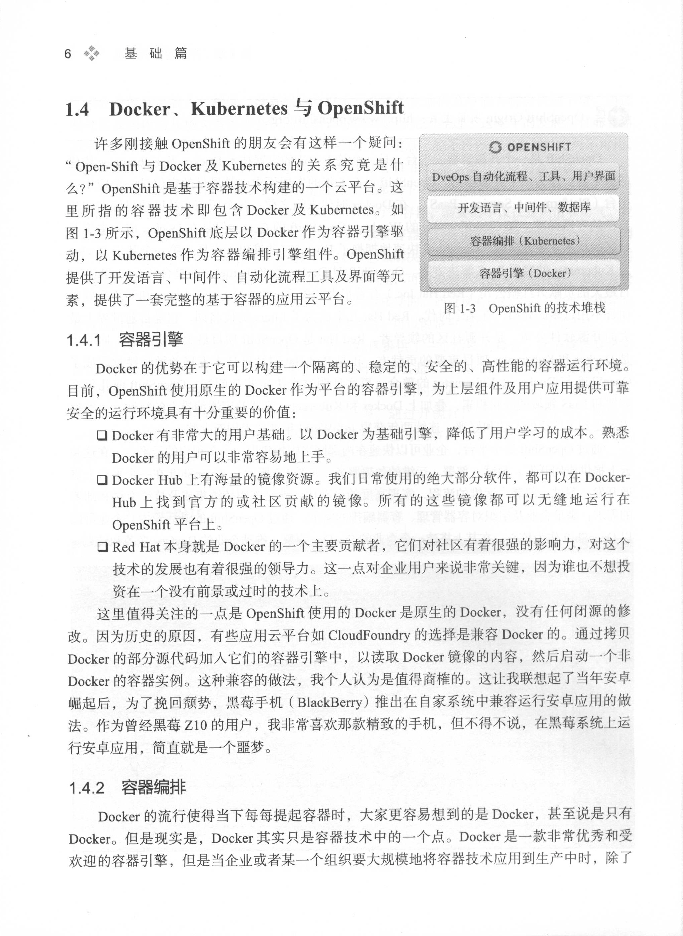 6 基础篇
1.4 Docker、Kubernetes 与 OpenShift
许多刚接触 OpenShift 的朋友会有这样一个疑问：
“Open-Shift 与 Docker 及 Kubernetes 的关系究竟是什
么?” OpenShift 是基于容器技术构建的一个云平台。这
里所指的容器技术即包含 Docker 及 Kubernetes。如
图 1-3 所示，OpenShift 底层以 Docker 作为容器引擎驱
动，以 Kubernetes 作为容器编排引擎组件。OpenShift
提供了开发语言、中间件、自动化流程工具及界面等元
素，提供了一套完整的基于容器的应用云平台。
OPENSHIFT
DveOps 自动化流程、工具、用户界面
开发语言、中间件、数据库
容器编排（Kubernetes）
容器引擎（Docker）
图 1-3 OpenShift 的技术堆栈
1.4.1 容器引擎
Docker 的优势在于它可以构建一个隔离的、稳定的、安全的、高性能的容器运行环境。
目前，OpenShift 使用原生的 Docker 作为平台的容器引擎，为上层组件及用户应用提供可靠
安全的运行环境具有十分重要的价值：
❑ Docker 有非常大的用户基础。以 Docker 为基础引擎，降低了用户学习的成本。熟悉
Docker 的用户可以非常容易地上手。
❑ Docker Hub 上有海量的镜像资源。我们日常使用的绝大部分软件，都可以在 Docker-
Hub 上找到官方的或社区贡献的镜像。所有的这些镜像都可以无缝地运行在
OpenShift 平台上。
❑ Red Hat 本身就是 Docker 的一个主要贡献者，它们对社区有着很强的影响力，对这个
技术的发展也有着很强的领导力。这一点对企业用户来说非常关键，因为谁也不想投
资在一个没有前景或过时的技术上。
这里值得关注的一点是 OpenShift 使用的 Docker 是原生的 Docker，没有任何闭源的修
改。因为历史的原因，有些应用云平台如 CloudFoundry 的选择是兼容 Docker 的。通过拷贝
Docker 的部分源代码加入它们的容器引擎中，以读取 Docker 镜像的内容，然后启动一个非
Docker 的容器实例。这种兼容的做法，我个人认为是值得商榷的。这让我联想起了当年安卓
崛起后，为了挽回颓势，黑莓手机（BlackBerry）推出在自家系统中兼容运行安卓应用的做
法。作为曾经黑莓 Z10 的用户，我非常喜欢那款精致的手机，但不得不说，在黑莓系统上运
行安卓应用，简直就是一个噩梦。
1.4.2 容器编排
Docker 的流行使得当下每每提起容器时，大家更容易想到的是 Docker，甚至说是只有
Docker。但是现实是，Docker 其实只是容器技术中的一个点。Docker 是一款非常优秀和受
欢迎的容器引擎，但是当企业或者某一个组织要大规模地将容器技术应用到生产中时，除了